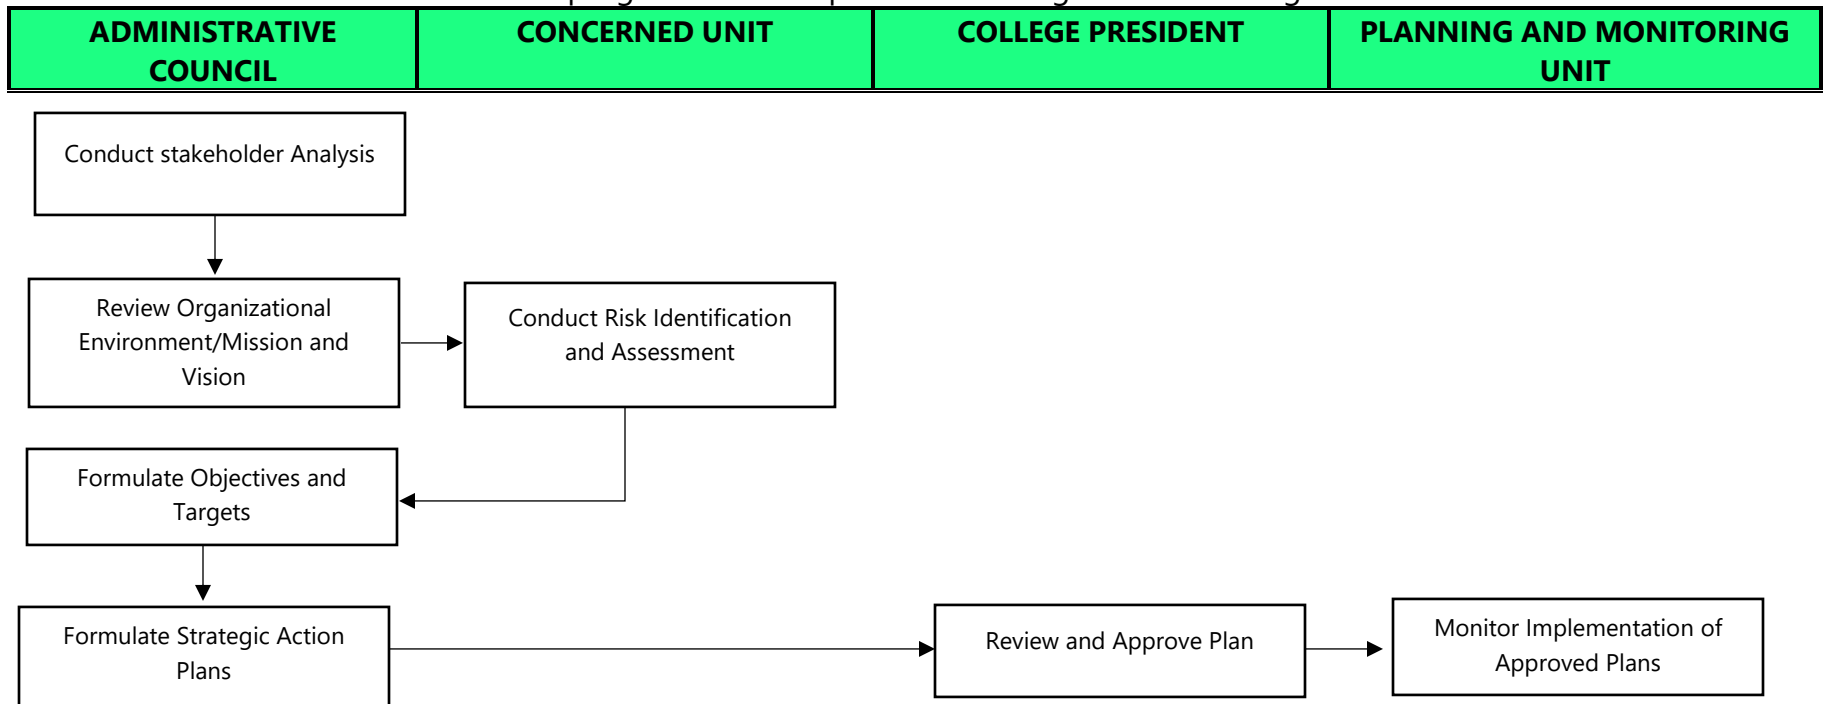 ADMINISTRATIVE
COUNCIL
CONCERNED UNIT
COLLEGE PRESIDENT
PLANNING AND MONITORING
UNIT
Conduct stakeholder Analysis
Review Organizational
Environment/Mission and
Vision
Conduct Risk Identification
and Assessment
Formulate Objectives and
Targets
Formulate Strategic Action
Plans
Review and Approve Plan
Monitor Implementation of
Approved Plans